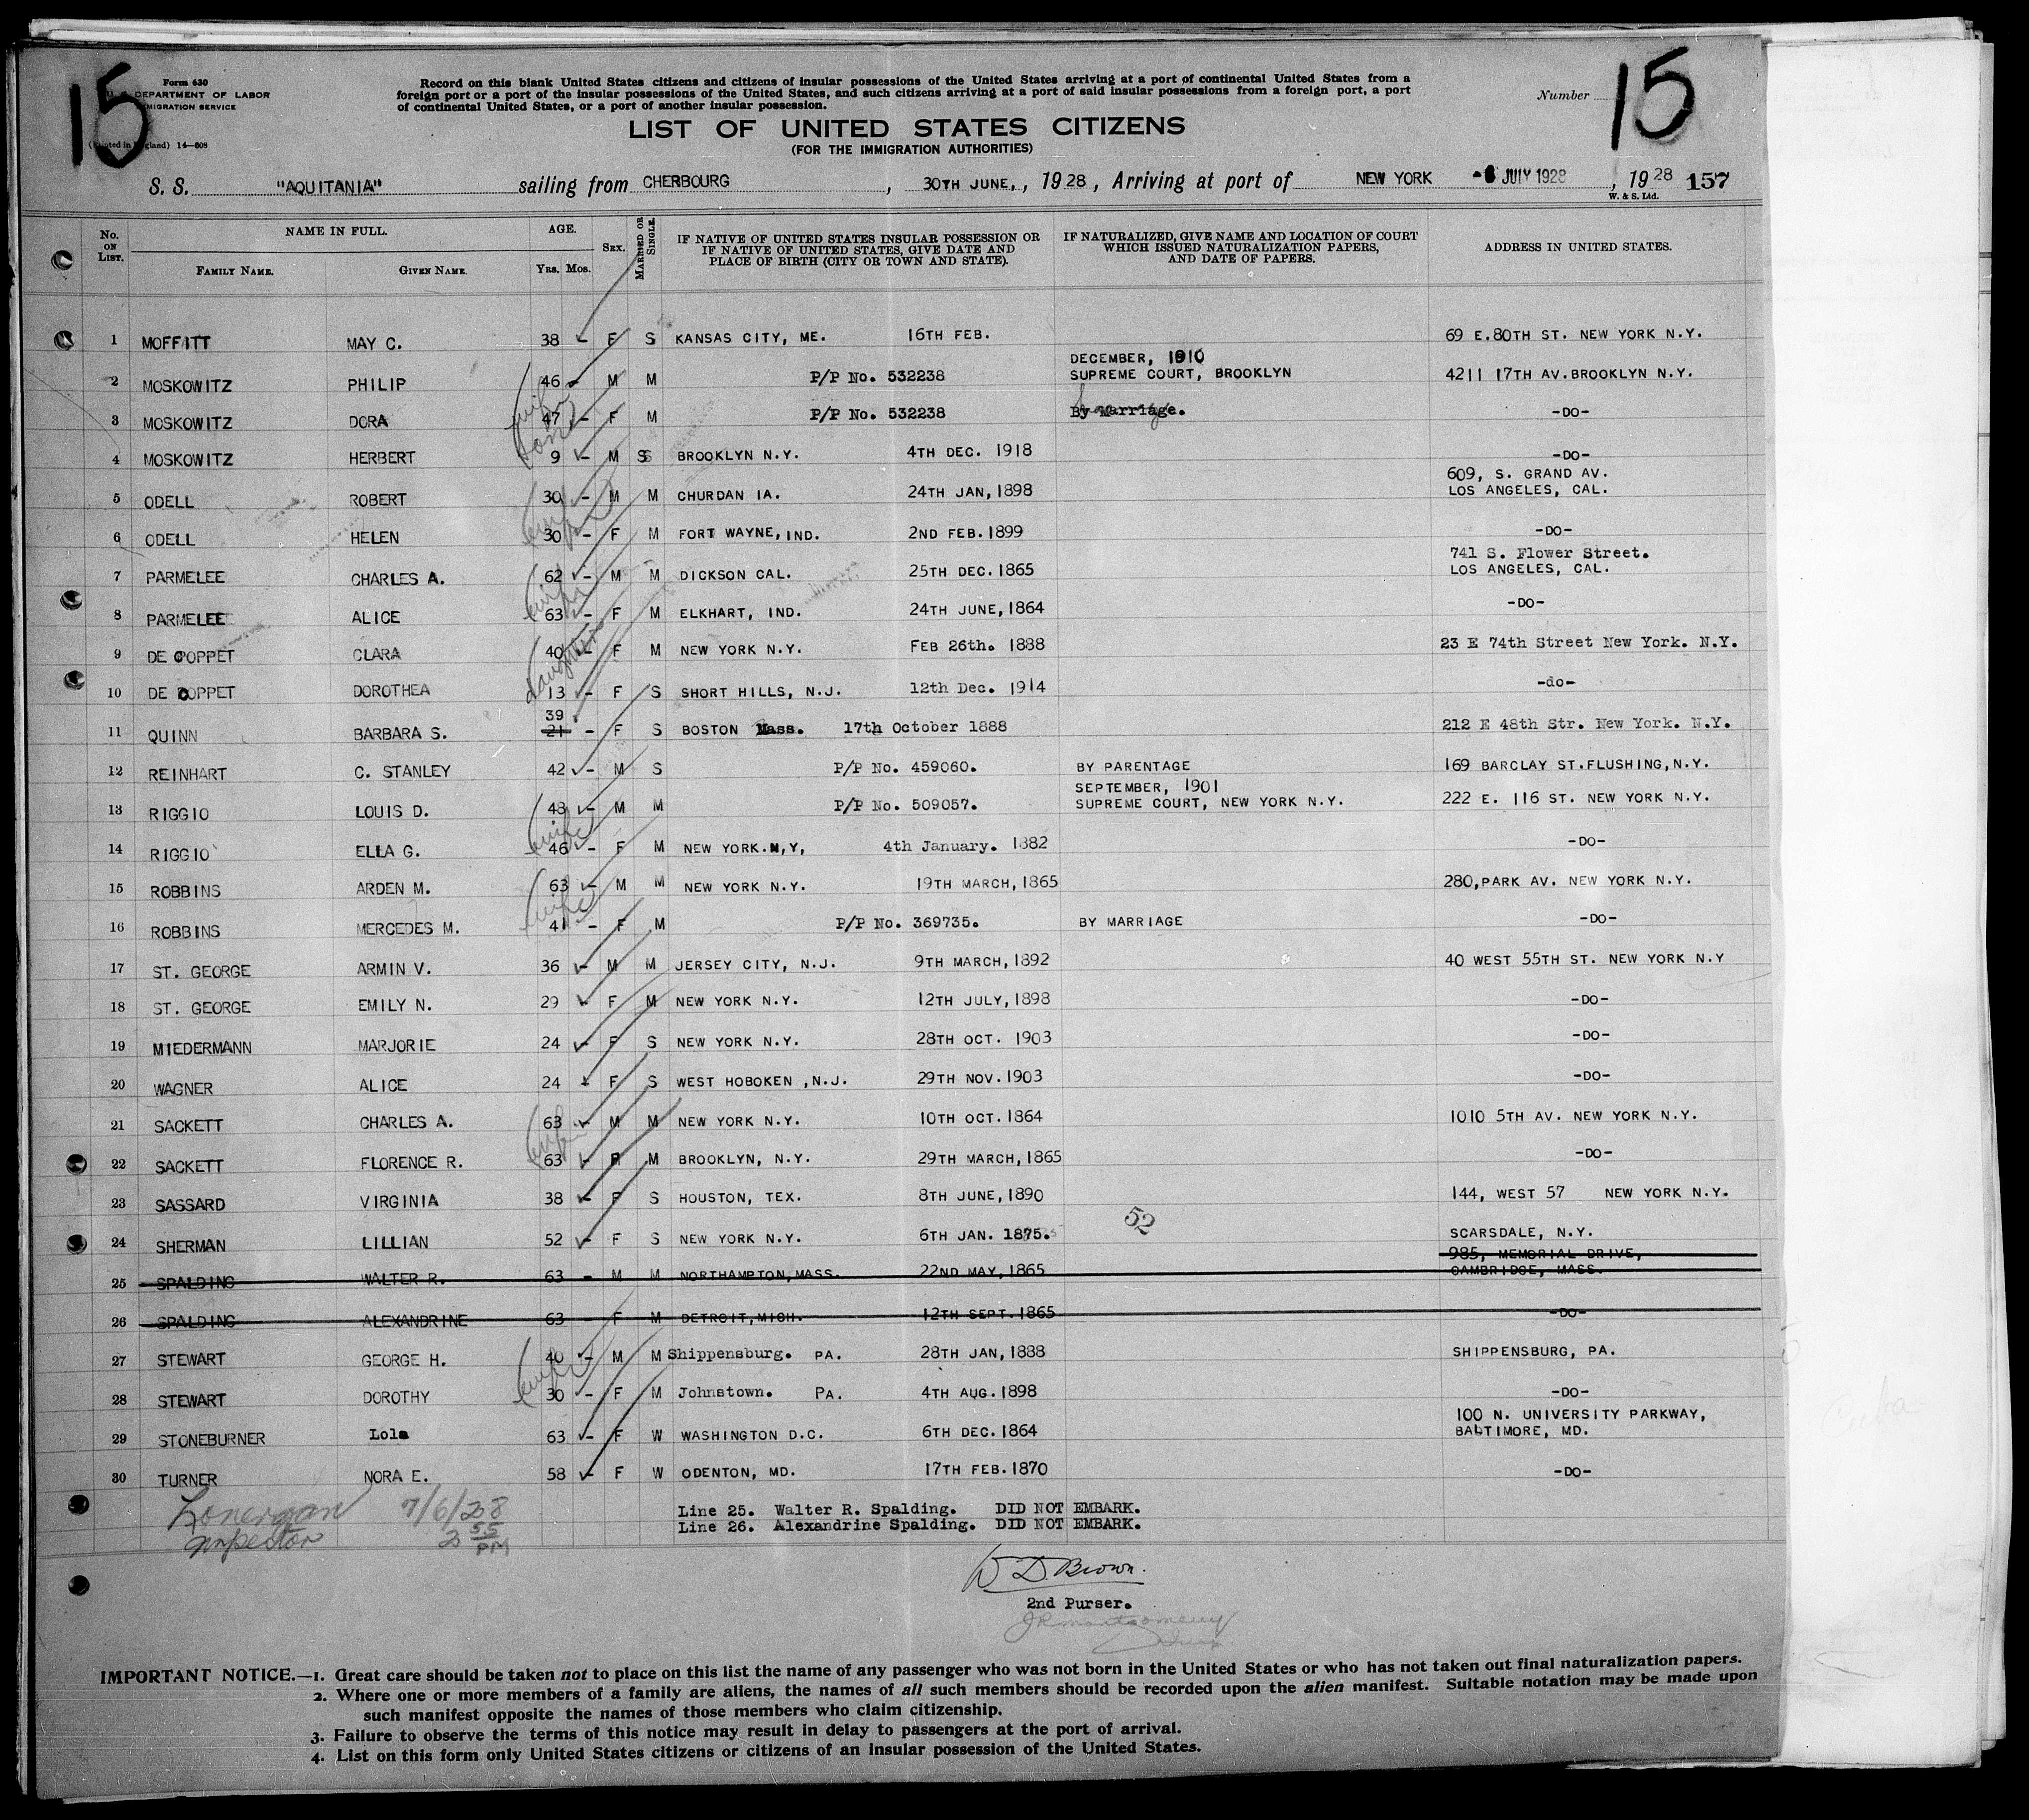 15
Form 630
U. S. DEPARTMENT OF LABOR
IMMIGRATION SERVICE
(Printed in England) 14—608
Record on this blank United States citizens and citizens of insular possessions of the United States arriving at a port of continental United States from a
foreign port or a port of the insular possessions of the United States, and such citizens arriving at a port of said insular possessions from a foreign port, a port
of continental United States, or a port of another insular possession.
Number 15
LIST OF UNITED STATES CITIZENS
(FOR THE IMMIGRATION AUTHORITIES)
S. S. "AQUITANIA" sailing from CHERBOURG, 30TH JUNE., 1928, Arriving at port of NEW YORK -6 JULY 1928, 1928 157
W. & S. Ltd.
No. ON LIST. NAME IN FULL. FAMILY NAME. GIVEN NAME. AGE. YRS. MOS. SEX. MARRIED OR SINGLE.
IF NATIVE OF UNITED STATES INSULAR POSSESSION OR
IF NATIVE OF UNITED STATES, GIVE DATE AND
PLACE OF BIRTH (CITY OR TOWN AND STATE).
IF NATURALIZED, GIVE NAME AND LOCATION OF COURT
WHICH ISSUED NATURALIZATION PAPERS,
AND DATE OF PAPERS.
ADDRESS IN UNITED STATES.
1 MOFFITT MAY C. 38 - F S KANSAS CITY, ME. 16TH FEB. 69 E.80TH ST. NEW YORK N.Y.
DECEMBER, 1910
2 MOSKOWITZ PHILIP 46 - M M P/P No. 532238 SUPREME COURT, BROOKLYN 4211 17TH AV.BROOKLYN N.Y.
wife
3 MOSKOWITZ DORA 47 - F M P/P No. 532238 By Marriage. -DO-
son
4 MOSKOWITZ HERBERT 9 - M S BROOKLYN N.Y. 4TH DEC. 1918 -DO-
609, S. GRAND AV.
5 ODELL ROBERT 30 - M M CHURDAN IA. 24TH JAN,1898 LOS ANGELES, CAL.
wife
6 ODELL HELEN 30 - F M FORT WAYNE, IND. 2ND FEB.1899 -DO-
741 S. Flower Street.
7 PARMELEE CHARLES A. 62 - M M DICKSON CAL. 25TH DEC.1865 LOS ANGELES, CAL.
wife
8 PARMELEE ALICE 63 - F M ELKHART, IND. 24TH JUNE,1864 -DO-
9 DE COPPET CLARA 40 - F M NEW YORK N.Y. FEB 26th. 1888 23 E 74th Street New York. N.Y.
daughter
10 DE COPPET DOROTHEA 13 - F S SHORT HILLS, N.J. 12th Dec. 1914 -do-
39
11 QUINN BARBARA S. 21 - F S BOSTON Mass. 17th October 1888 212 E 48th Str. New York. N.Y.
12 REINHART C. STANLEY 42 - M S P/P No. 459060. BY PARENTAGE 169 BARCLAY ST.FLUSHING,N.Y.
SEPTEMBER, 1901
13 RIGGIO LOUIS D. 48 - M M P/P No. 509057. SUPREME COURT, NEW YORK N.Y. 222 E. 116 ST. NEW YORK N.Y.
wife
14 RIGGIO ELLA G. 46 - F M NEW YORK.N,Y, 4th January. 1882 -DO-
15 ROBBINS ARDEN M. 63 - M M NEW YORK N.Y. 19TH MARCH,1865 280,PARK AV. NEW YORK N.Y.
wife
16 ROBBINS MERCEDES M. 41 - F M P/P No. 369735. BY MARRIAGE -DO-
17 ST. GEORGE ARMIN V. 36 - M M JERSEY CITY, N.J. 9TH MARCH,1892 40 WEST 55TH ST. NEW YORK N.Y
18 ST. GEORGE EMILY N. 29 - F M NEW YORK N.Y. 12TH JULY,1898 -DO-
19 MIEDERMANN MARJORIE 24 - F S NEW YORK N.Y. 28TH OCT. 1903 -DO-
20 WAGNER ALICE 24 - F S WEST HOBOKEN ,N.J. 29TH NOV.1903 -DO-
21 SACKETT CHARLES A. 63 - M M NEW YORK N.Y. 10TH OCT.1864 1010 5TH AV. NEW YORK N.Y.
wife
22 SACKETT FLORENCE R. 63 - F M BROOKLYN, N.Y. 29TH MARCH,1865 -DO-
23 SASSARD VIRGINIA 38 - F S HOUSTON, TEX. 8TH JUNE,1890 144, WEST 57 NEW YORK N.Y.
52
24 SHERMAN LILLIAN 52 - F S NEW YORK N.Y. 6TH JAN. 1875. SCARSDALE, N.Y.
985, MEMORIAL DRIVE,
25 SPALDING WALTER R. 63 - M M NORTHAMPTON,MASS. 22ND MAY,1865 CAMBRIDGE, MASS.
26 SPALDING ALEXANDRINE 63 - F M DETROIT,MICH. 12TH SEPT.1865 -DO-
27 STEWART GEORGE H. 40 - M M Shippensburg. PA. 28TH JAN,1888 SHIPPENSBURG, PA.
wife
28 STEWART DOROTHY 30 - F M Johnstown. PA. 4TH AUG.1898 -DO-
100 N. UNIVERSITY PARKWAY,
29 STONEBURNER Lola 63 - F W WASHINGTON D.C. 6TH DEC.1864 BALTIMORE, MD.
30 TURNER NORA E. 58 - F W ODENTON, MD. 17TH FEB.1870 -DO-
Lonergan 7/6/28
Inspector 2 55 PM
Line 25. Walter R. Spalding. DID NOT EMBARK.
Line 26. Alexandrine Spalding. DID NOT EMBARK.
W D. Brown.
2nd Purser.
JR Montgomery
IMPORTANT NOTICE.—1. Great care should be taken not to place on this list the name of any passenger who was not born in the United States or who has not taken out final naturalization papers.
2. Where one or more members of a family are aliens, the names of all such members should be recorded upon the alien manifest. Suitable notation may be made upon
such manifest opposite the names of those members who claim citizenship.
3. Failure to observe the terms of this notice may result in delay to passengers at the port of arrival.
4. List on this form only United States citizens or citizens of an insular possession of the United States.